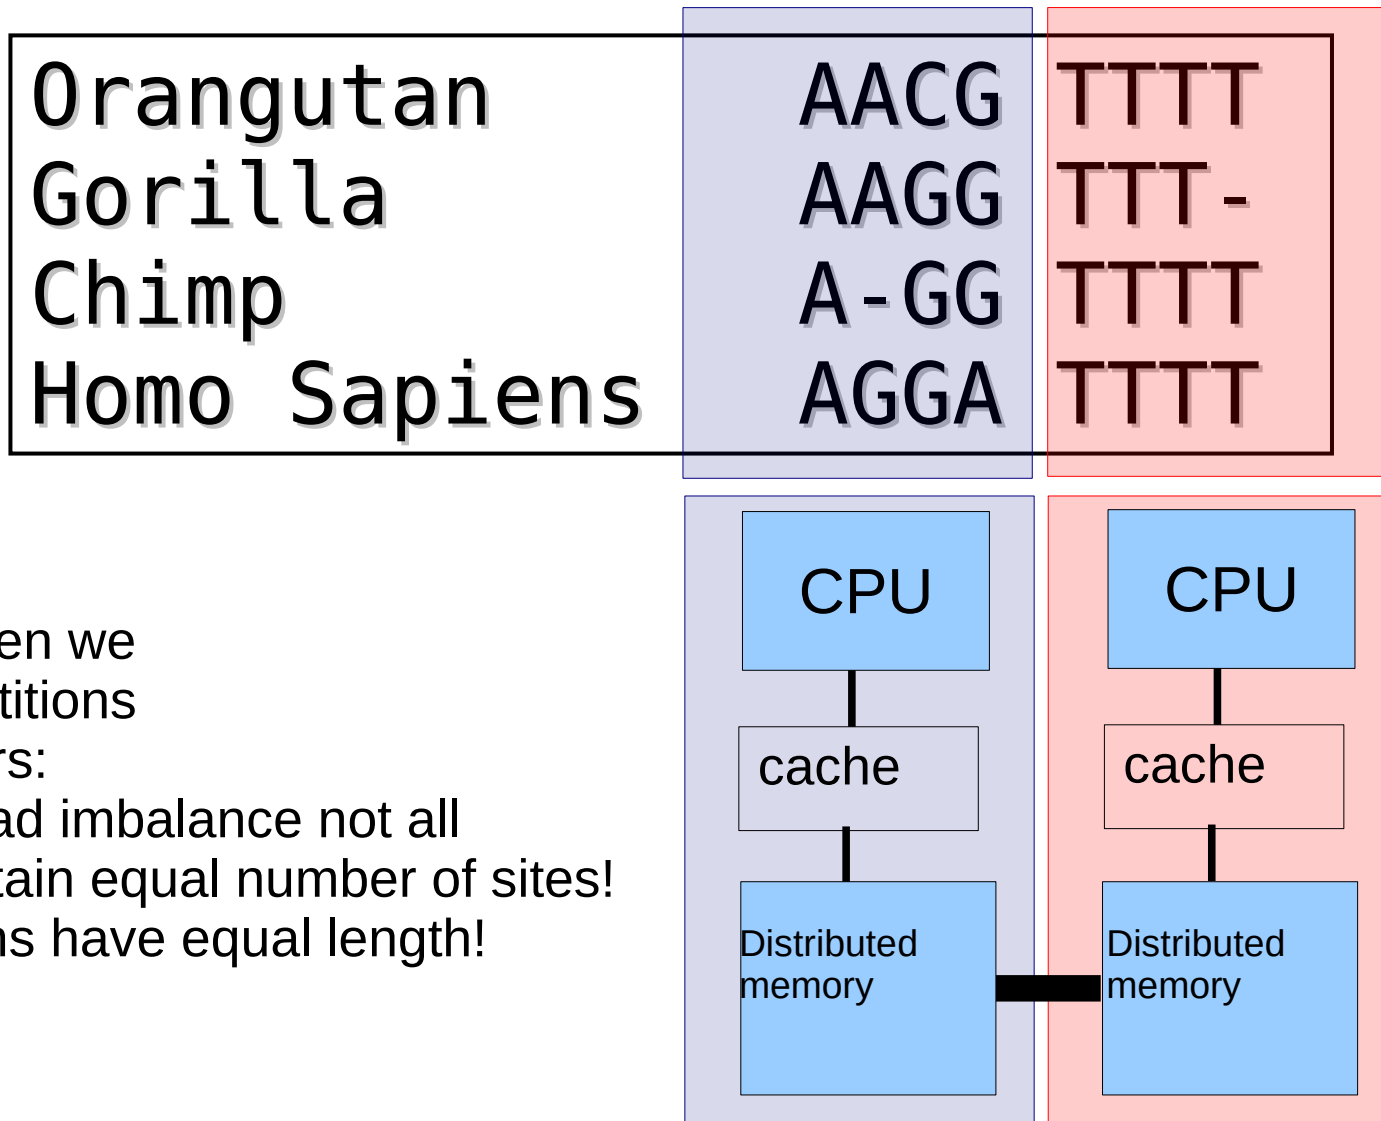 Orangutan AACG TTTT
Gorilla AAGG TTT-
Chimp A-GG TTTT
Homo Sapiens AGGA TTTT
en we
titions
rs:
ad imbalance not all
tain equal number of sites!
ns have equal length!
CPU
cache
Distributed
memory
CPU
cache
Distributed
memory